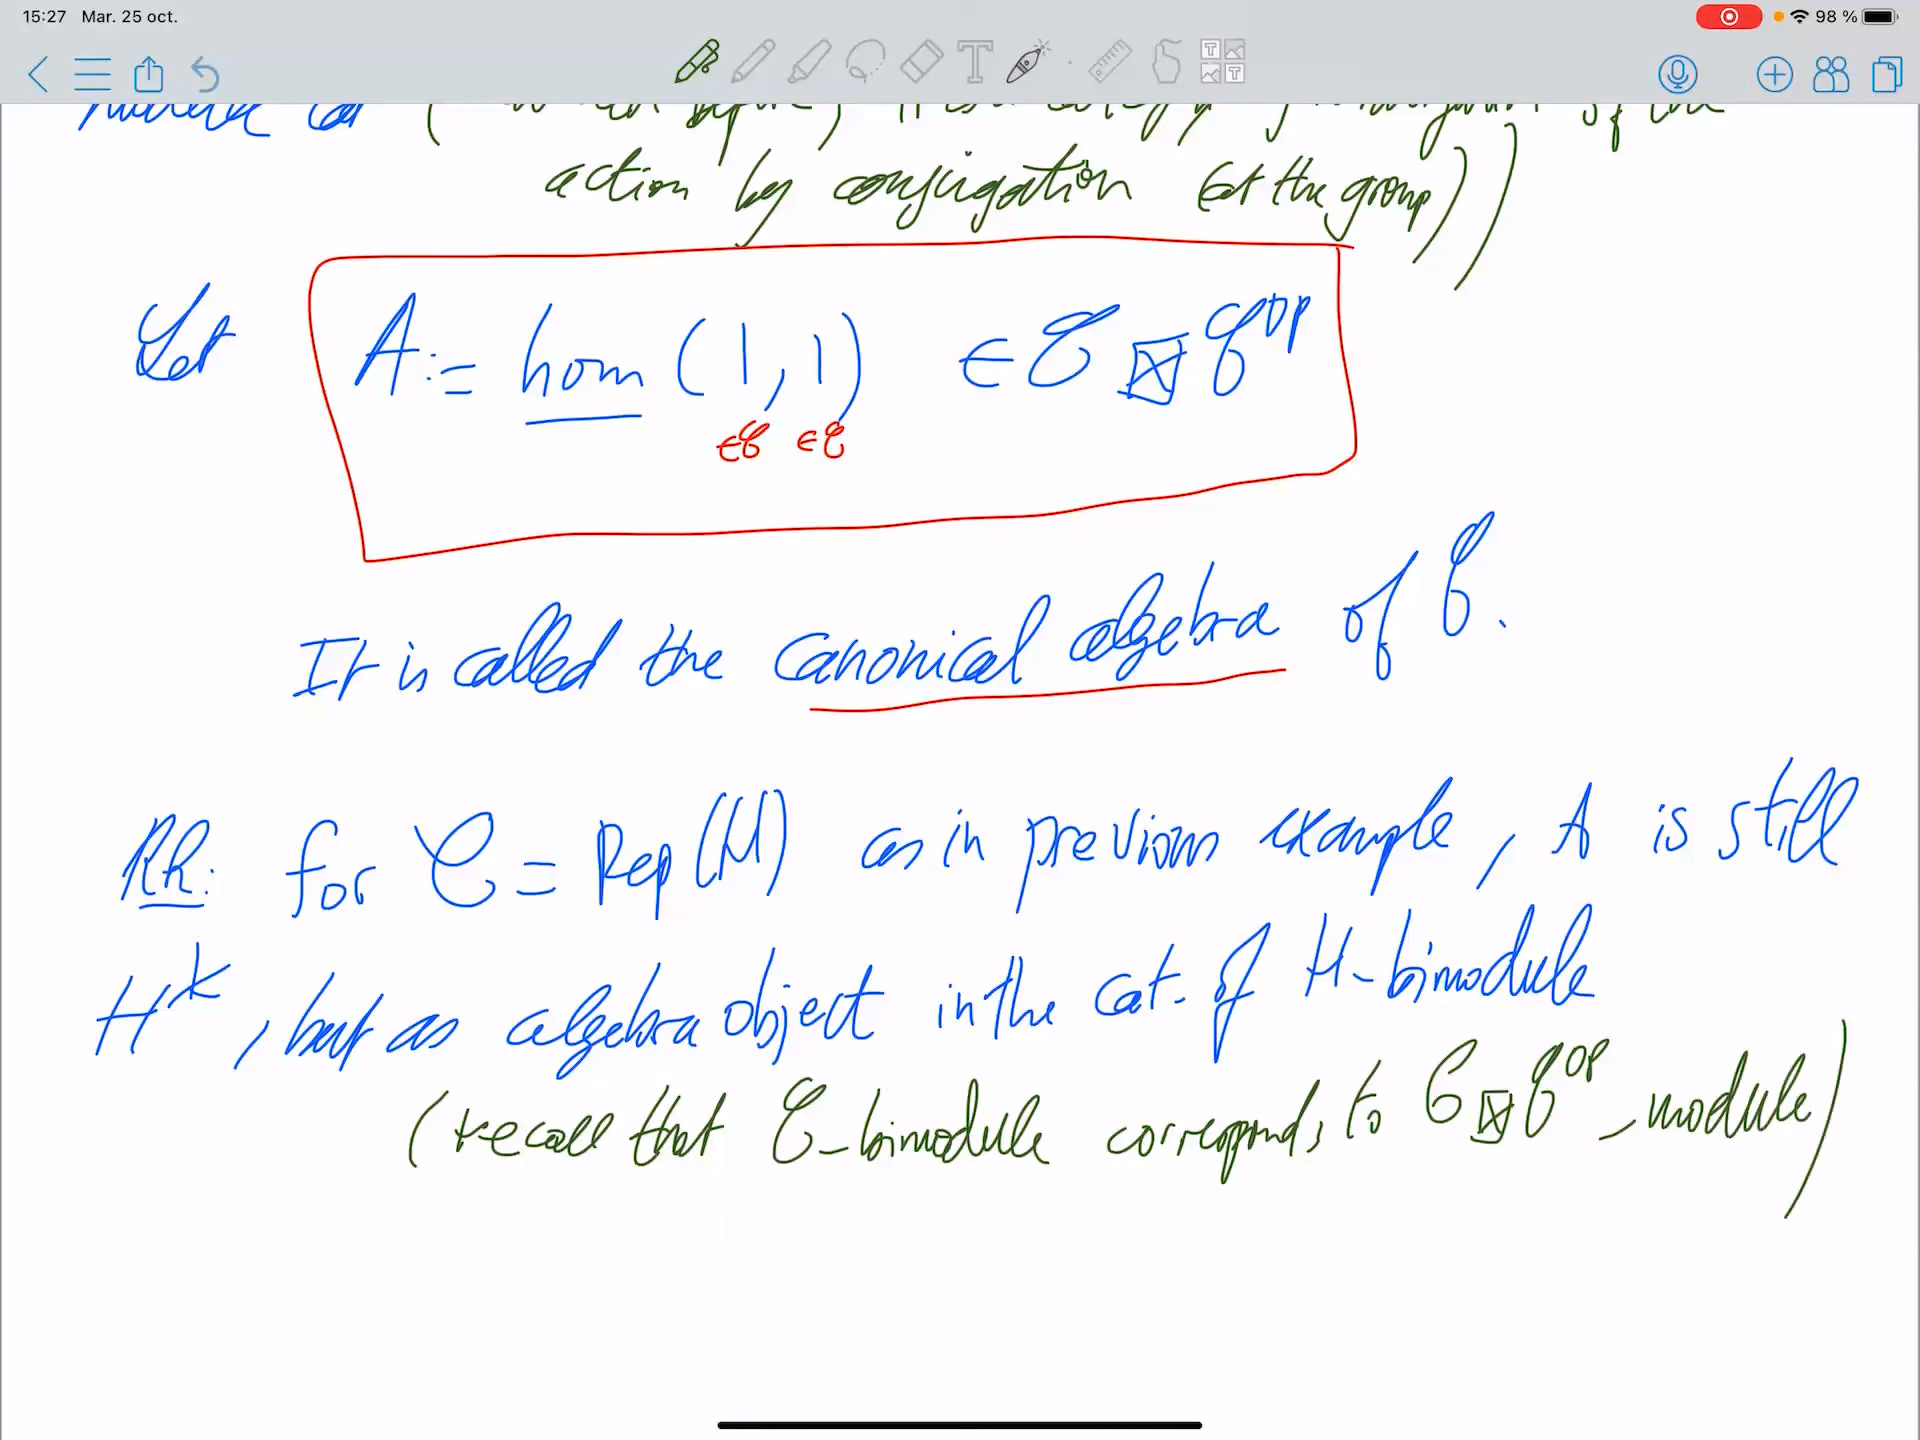 15:27 Mar. 25 oct. 98 %
of the
action by conjugation (of the group))
Let A := hom (1, 1) ∈ 𝒞 ⊠ 𝒞^op
∈𝒞 ∈𝒞
It is called the canonical algebra of 𝒞.
Rk: for 𝒞 = Rep(H) as in previous example, A is still
H*, but as algebra object in the cat. of H-bimodule
(recall that 𝒞-bimodule corresponds to 𝒞 ⊠ 𝒞^op -module)